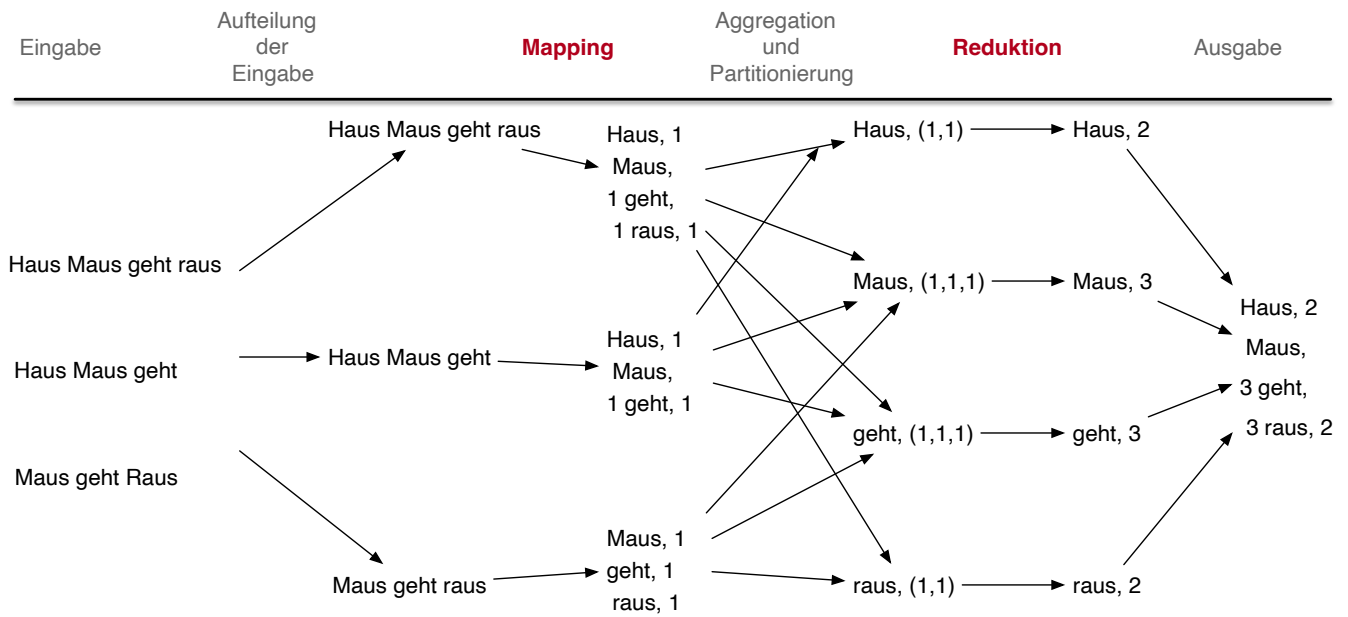 Eingabe
Aufteilung
der
Eingabe
Mapping
Aggregation
und
Partitionierung
Reduktion
Ausgabe
Haus Maus geht raus
Haus Maus geht
Maus geht Raus
Haus Maus geht raus
Haus Maus geht
Maus geht raus
Haus, 1
Maus,
1 geht,
1 raus, 1
Haus, 1
Maus,
1 geht, 1
Maus, 1
geht, 1
raus, 1
Haus, (1,1)
Maus, (1,1,1)
geht, (1,1,1)
raus, (1,1)
Haus, 2
Maus, 3
geht, 3
raus, 2
Haus, 2
Maus,
3 geht,
3 raus, 2